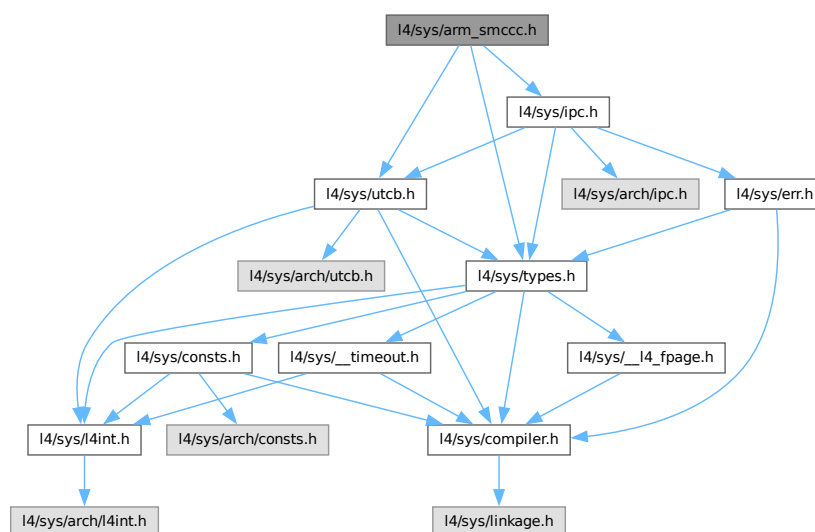 l4/sys/arm_smccc.h
l4/sys/ipc.h
l4/sys/utcb.h
l4/sys/arch/ipc.h
l4/sys/err.h
l4/sys/arch/utcb.h
l4/sys/types.h
l4/sys/consts.h
l4/sys/__timeout.h
l4/sys/__l4_fpage.h
l4/sys/l4int.h
l4/sys/arch/consts.h
l4/sys/compiler.h
l4/sys/arch/l4int.h
l4/sys/linkage.h